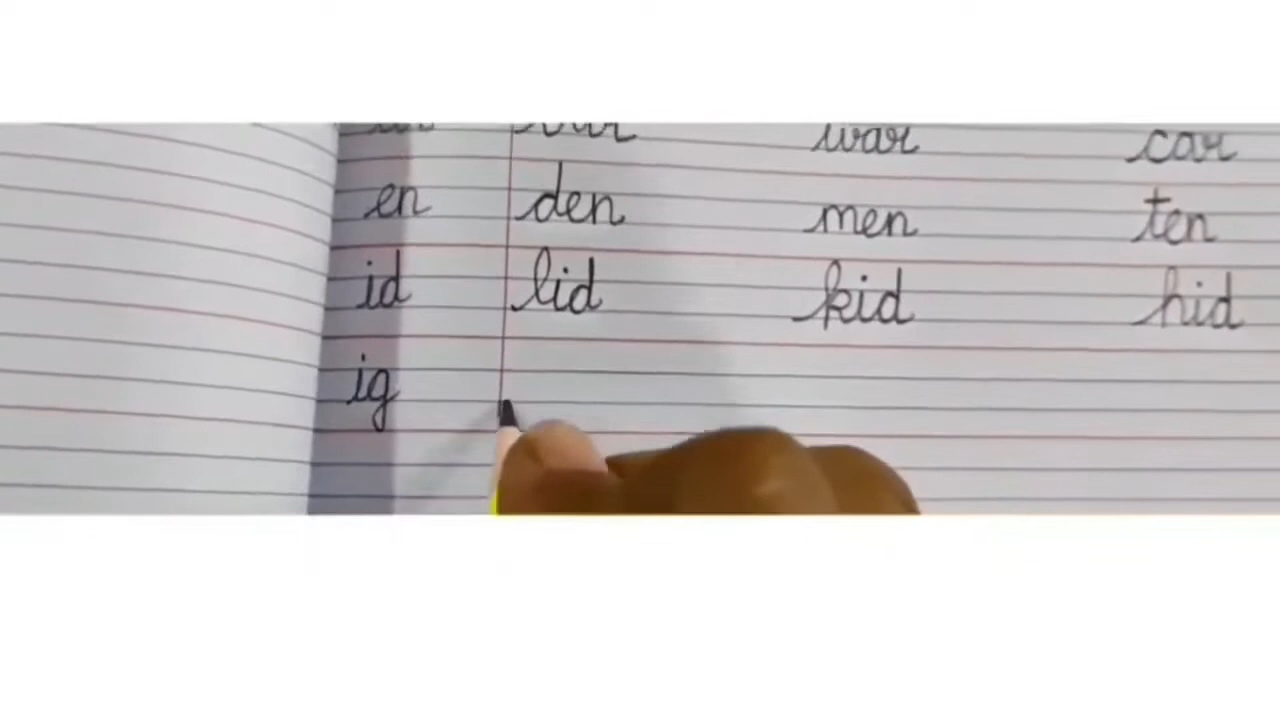 war car
en den men ten
id lid kid hid
ig